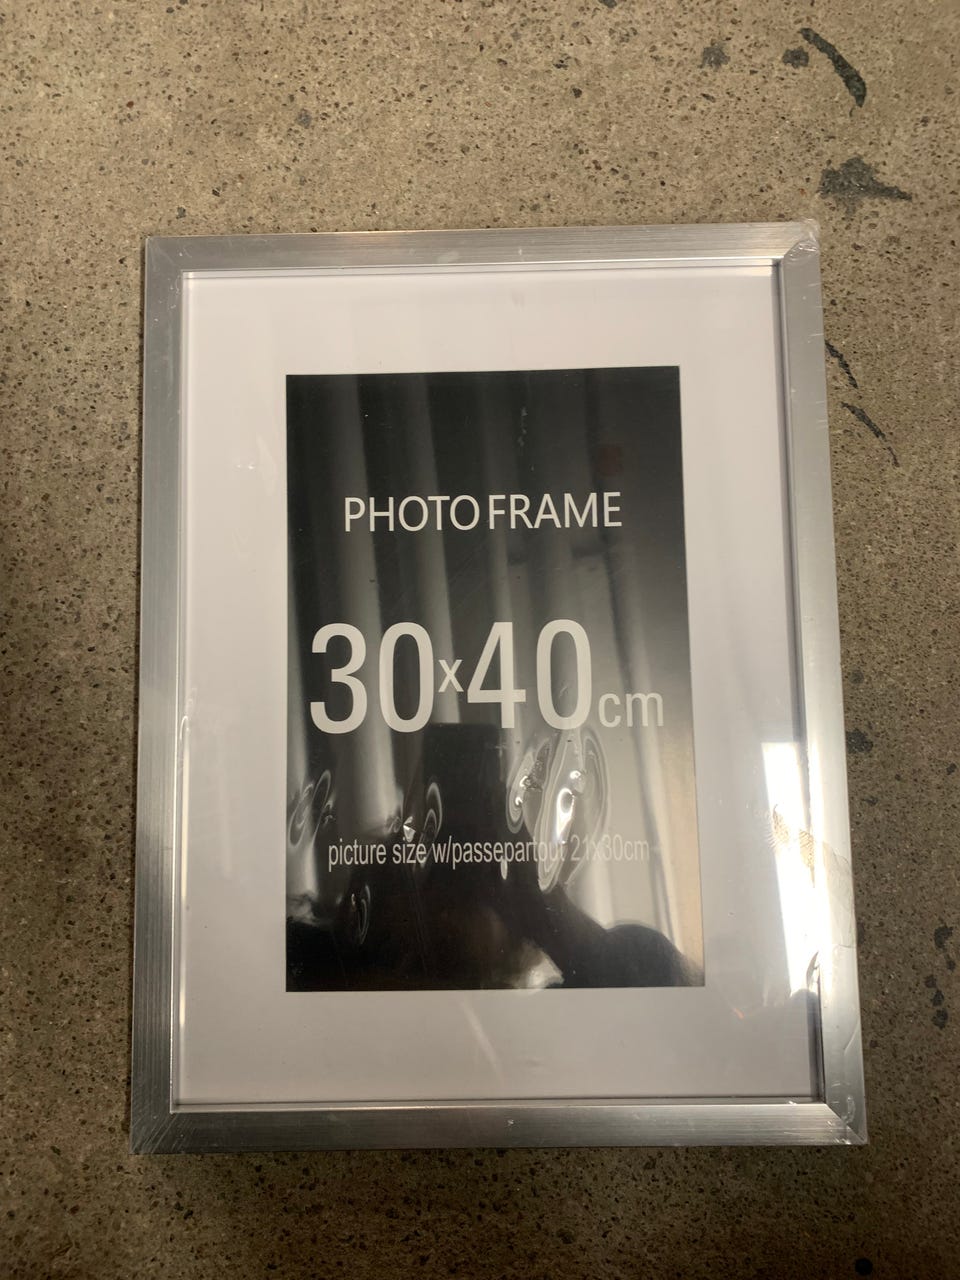 PHOTO FRAME
30x40cm
picture size w/passepartout 21x30cm